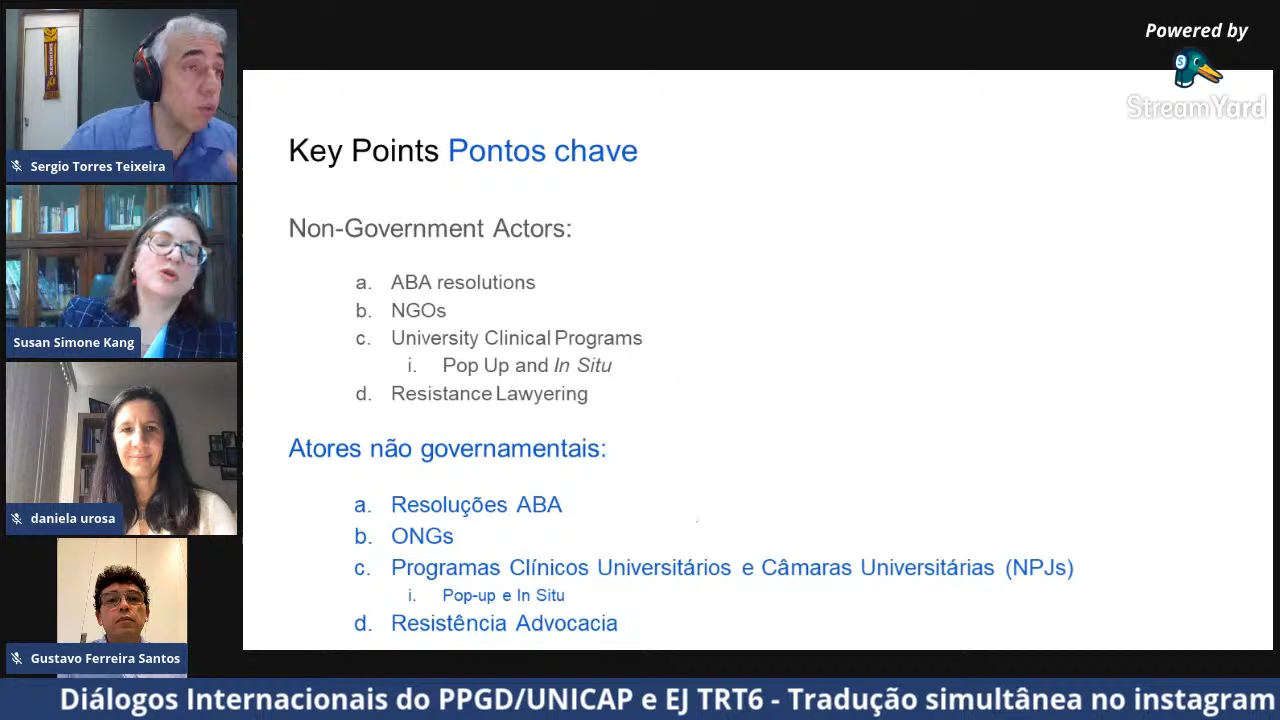 Powered by
StreamYard
Sergio Torres Teixeira
Susan Simone Kang
daniela urosa
Gustavo Ferreira Santos
Key Points Pontos chave
Non-Government Actors:
a. ABA resolutions
b. NGOs
c. University Clinical Programs
i. Pop Up and In Situ
d. Resistance Lawyering
Atores não governamentais:
a. Resoluções ABA
b. ONGs
c. Programas Clínicos Universitários e Câmaras Universitárias (NPJs)
i. Pop-up e In Situ
d. Resistência Advocacia
Diálogos Internacionais do PPGD/UNICAP e EJ TRT6 - Tradução simultânea no instagram